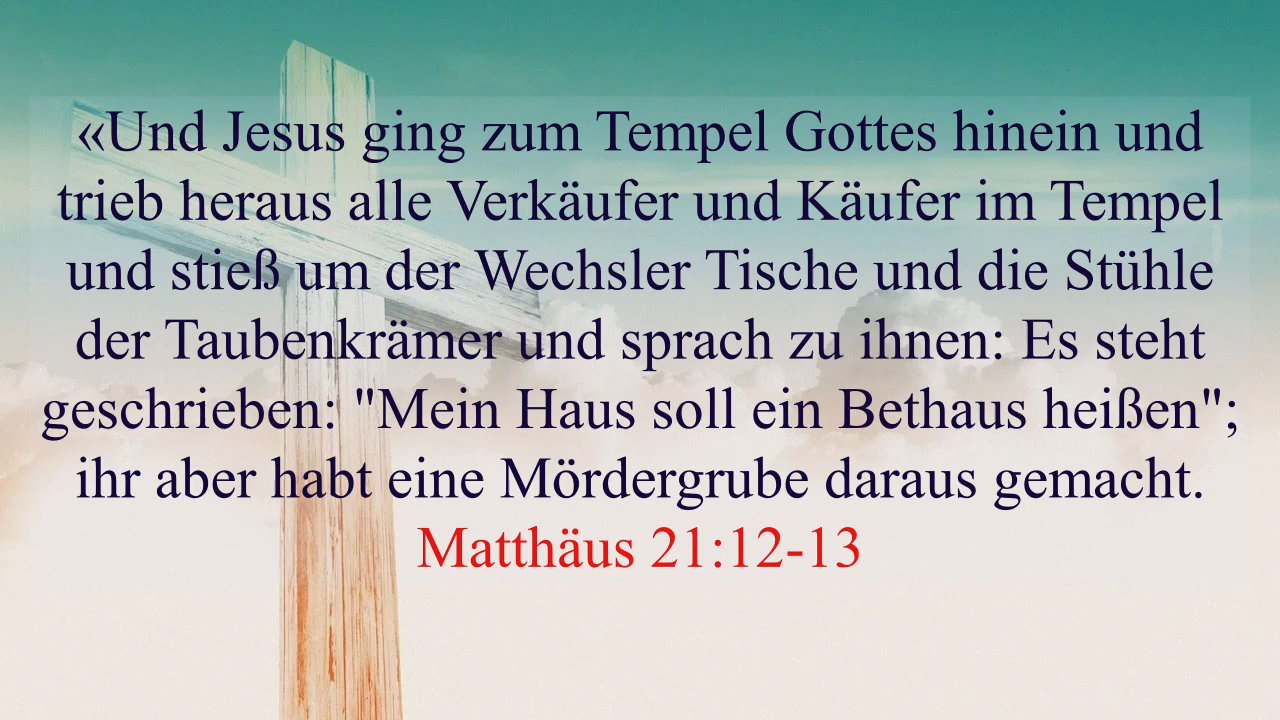 «Und Jesus ging zum Tempel Gottes hinein und
trieb heraus alle Verkäufer und Käufer im Tempel
und stieß um der Wechsler Tische und die Stühle
der Taubenkrämer und sprach zu ihnen: Es steht
geschrieben: "Mein Haus soll ein Bethaus heißen";
ihr aber habt eine Mördergrube daraus gemacht.
Matthäus 21:12-13